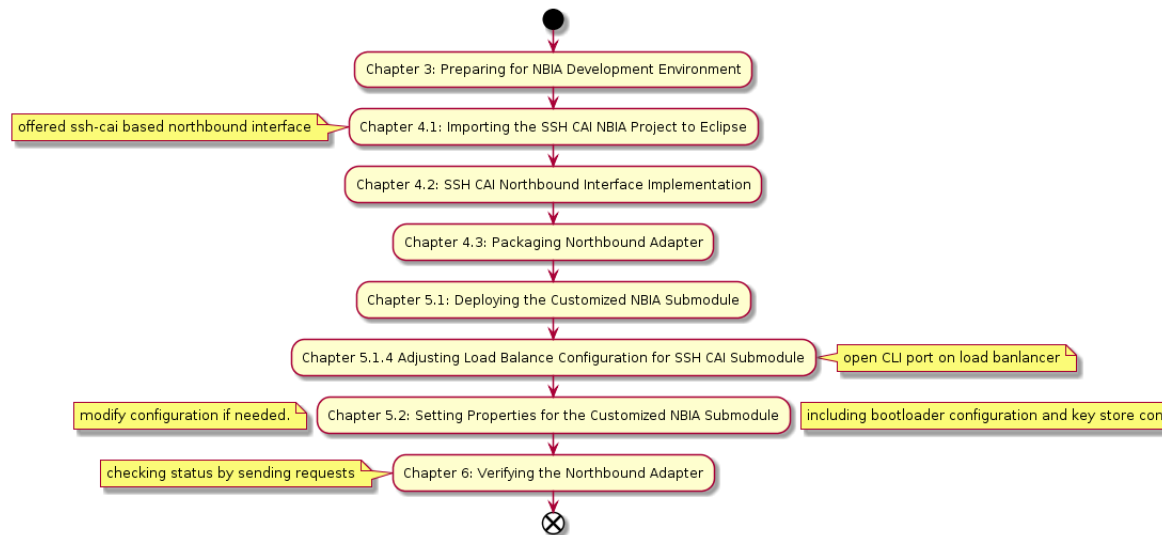 Chapter 3: Preparing for NBIA Development Environment
offered ssh-cai based northbound interface
Chapter 4.1: Importing the SSH CAI NBIA Project to Eclipse
Chapter 4.2: SSH CAI Northbound Interface Implementation
Chapter 4.3: Packaging Northbound Adapter
Chapter 5.1: Deploying the Customized NBIA Submodule
Chapter 5.1.4 Adjusting Load Balance Configuration for SSH CAI Submodule
open CLI port on load banlancer
modify configuration if needed.
Chapter 5.2: Setting Properties for the Customized NBIA Submodule
including bootloader configuration and key store con
checking status by sending requests
Chapter 6: Verifying the Northbound Adapter